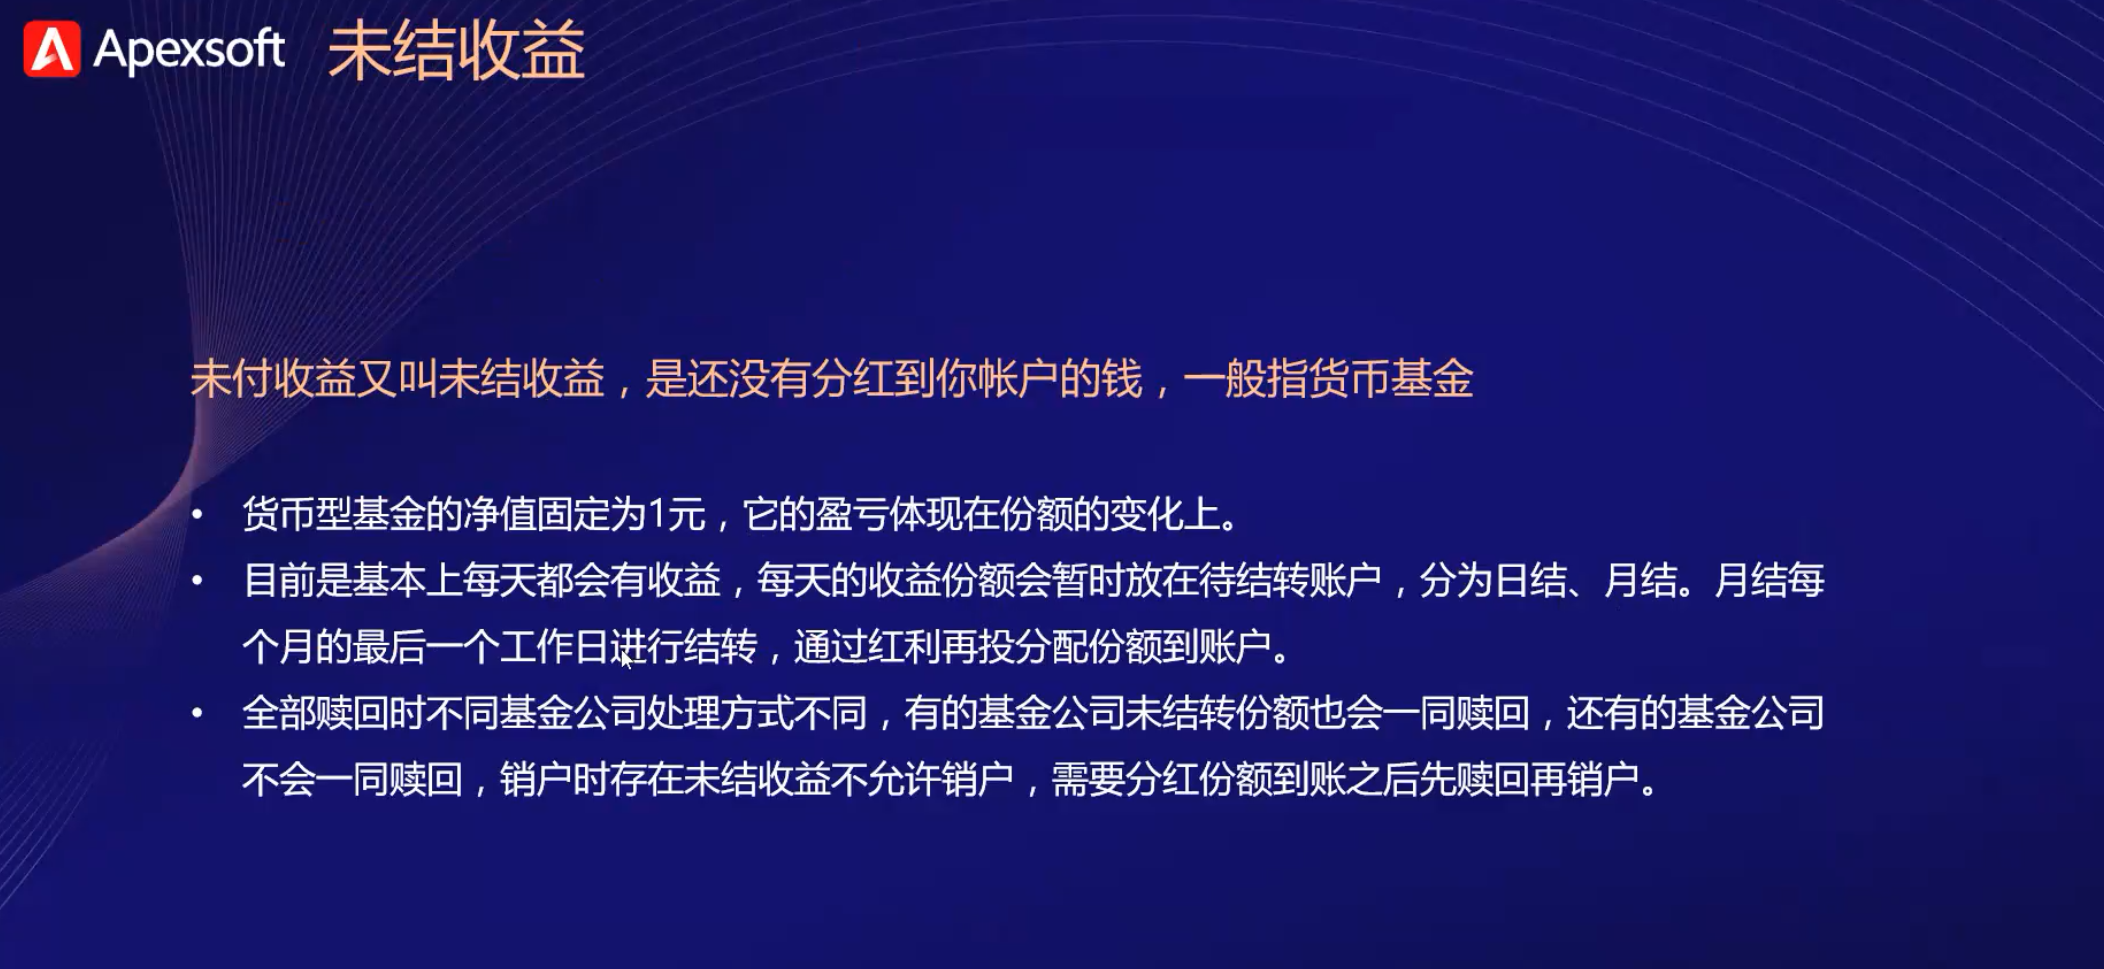 Apexsoft 未结收益
未付收益又叫未结收益，是还没有分红到你帐户的钱，一般指货币基金
• 货币型基金的净值固定为1元，它的盈亏体现在份额的变化上。
• 目前是基本上每天都会有收益，每天的收益份额会暂时放在待结转账户，分为日结、月结。月结每
个月的最后一个工作日进行结转，通过红利再投分配份额到账户。
• 全部赎回时不同基金公司处理方式不同，有的基金公司未结转份额也会一同赎回，还有的基金公司
不会一同赎回，销户时存在未结收益不允许销户，需要分红份额到账之后先赎回再销户。